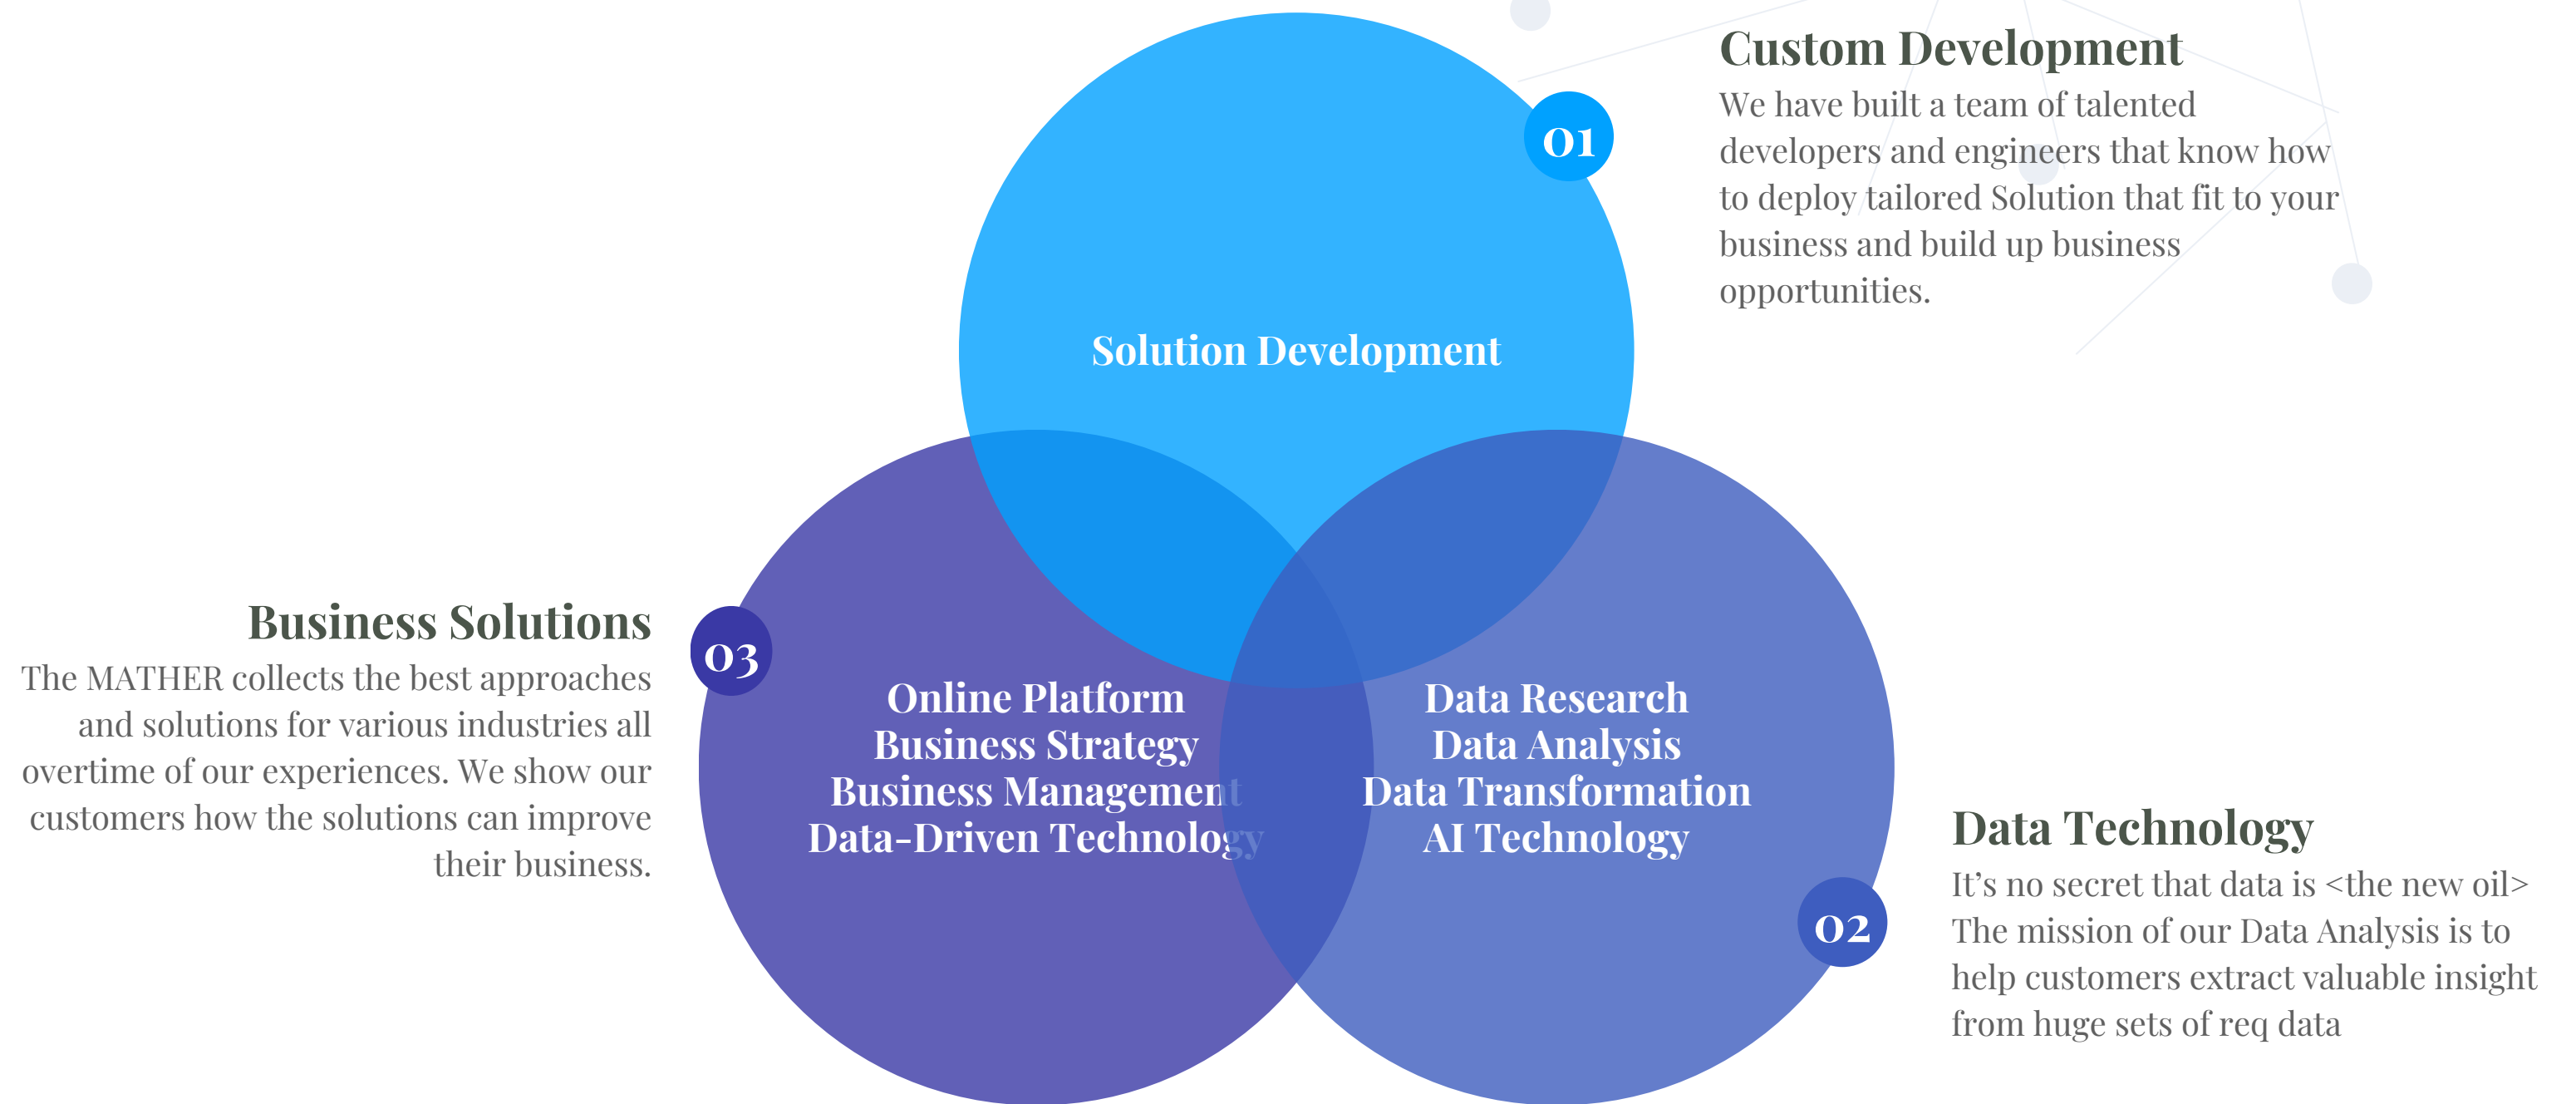 Custom Development
We have built a team of talented
developers and engineers that know how
to deploy tailored Solution that fit to your
business and build up business
opportunities.
01
Solution Development
Business Solutions
The MATHER collects the best approaches
and solutions for various industries all
overtime of our experiences. We show our
customers how the solutions can improve
their business.
03
Online Platform
Business Strategy
Business Management
Data-Driven Technology
Data Research
Data Analysis
Data Transformation
AI Technology
02
Data Technology
It’s no secret that data is <the new oil>
The mission of our Data Analysis is to
help customers extract valuable insight
from huge sets of req data